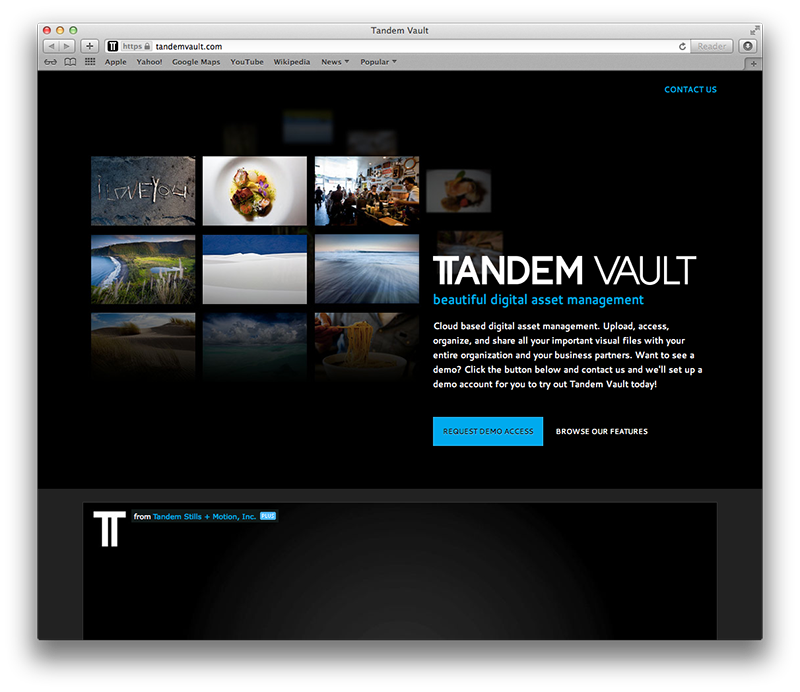 Tandem Vault
https tandemvault.com
Reader
Apple Yahoo! Google Maps YouTube Wikipedia News Popular
CONTACT US
I LOVE YOU
TANDEM VAULT
beautiful digital asset management
Cloud based digital asset management. Upload, access,
organize, and share all your important visual files with your
entire organization and your business partners. Want to see a
demo? Click the button below and contact us and we'll set up a
demo account for you to try out Tandem Vault today!
REQUEST DEMO ACCESS
BROWSE OUR FEATURES
from Tandem Stills + Motion, Inc. PLUS